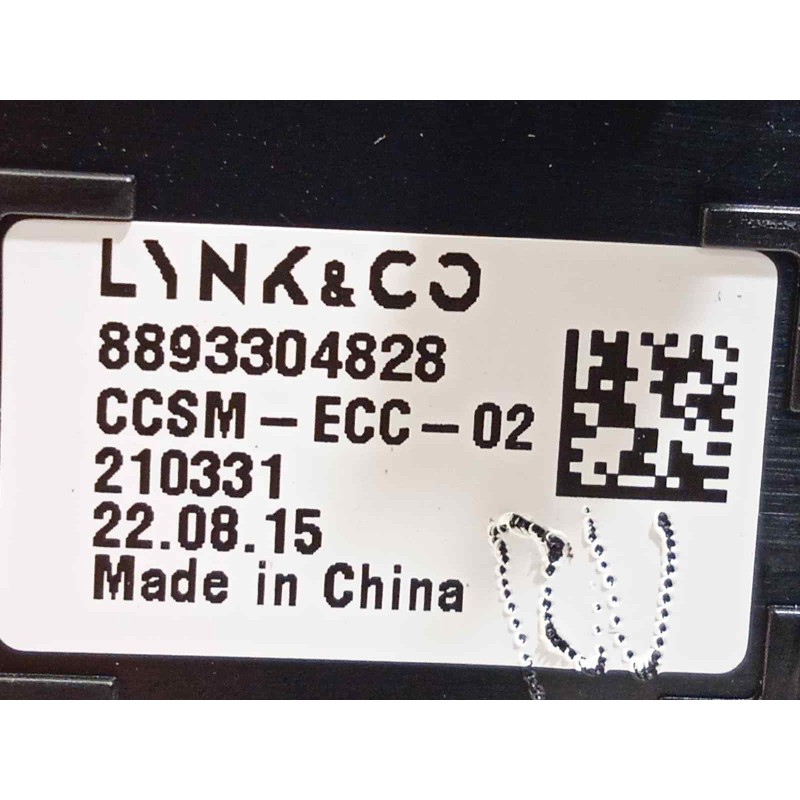 LYNK&CO
8893304828
CCSM-ECC-02
210331
22.08.15
Made in China